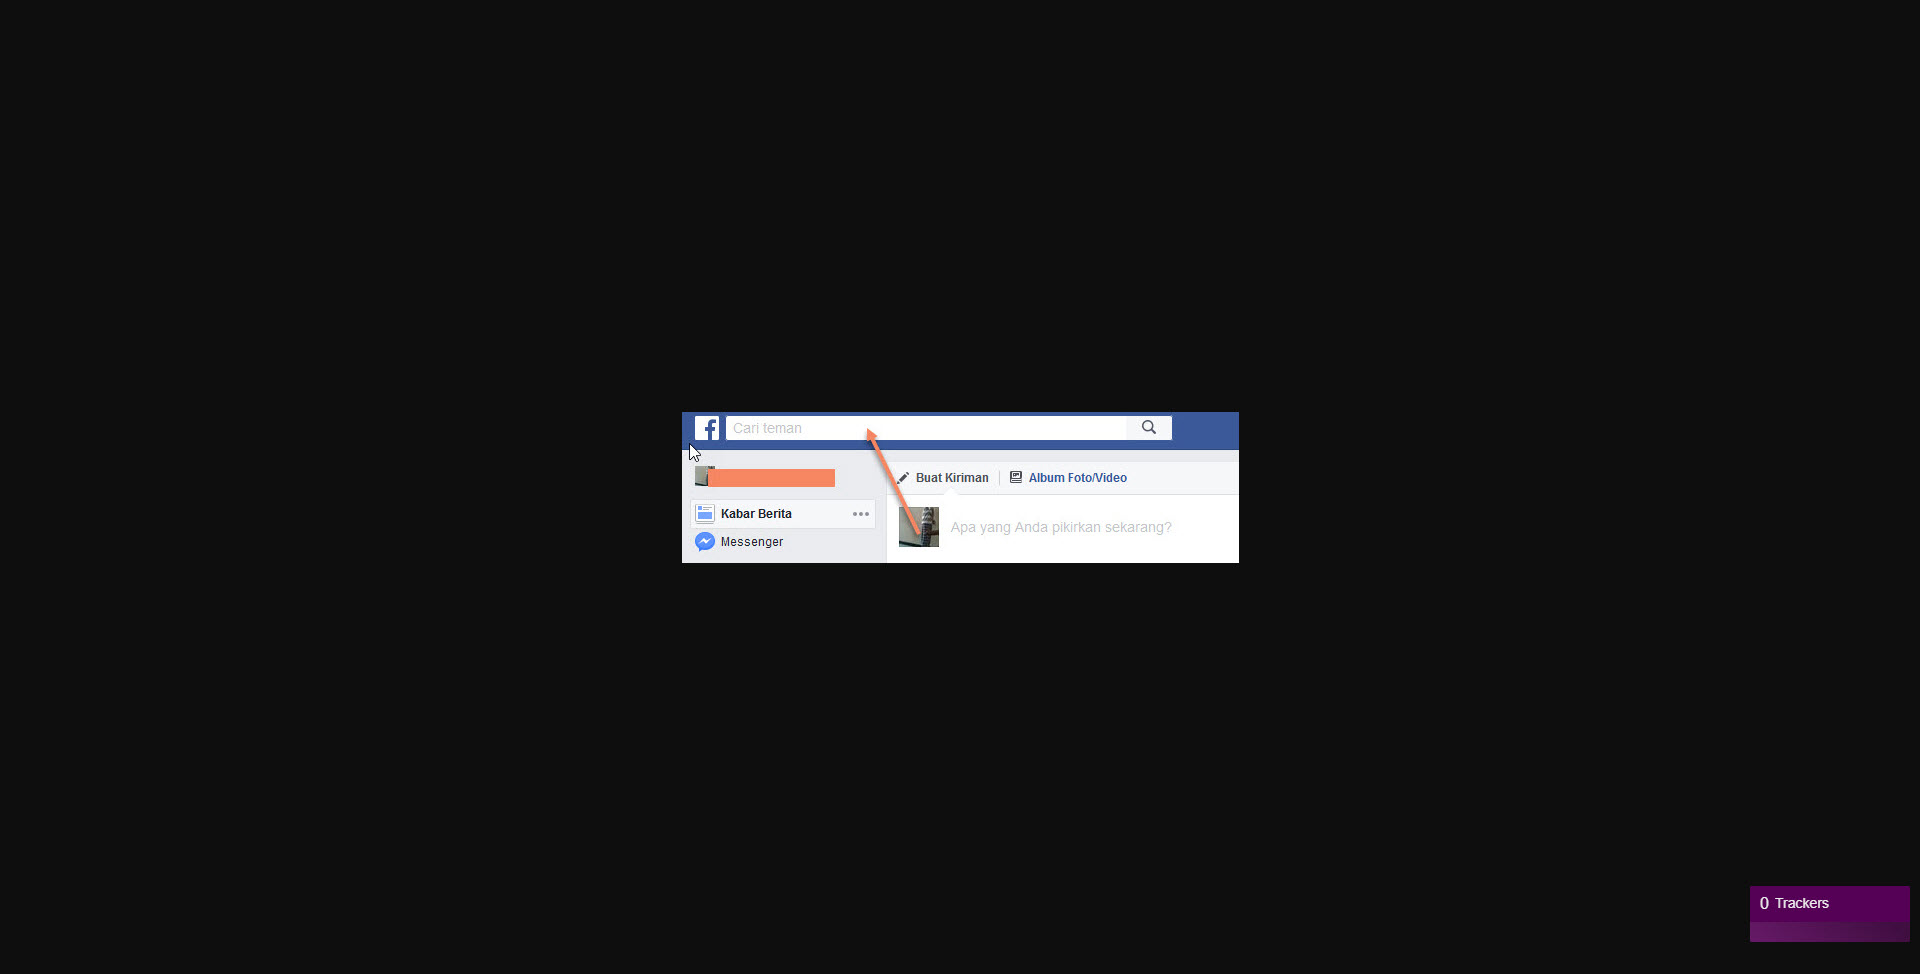 Cari teman
Buat Kiriman
Album Foto/Video
Kabar Berita
Apa yang Anda pikirkan sekarang?
Messenger
0 Trackers